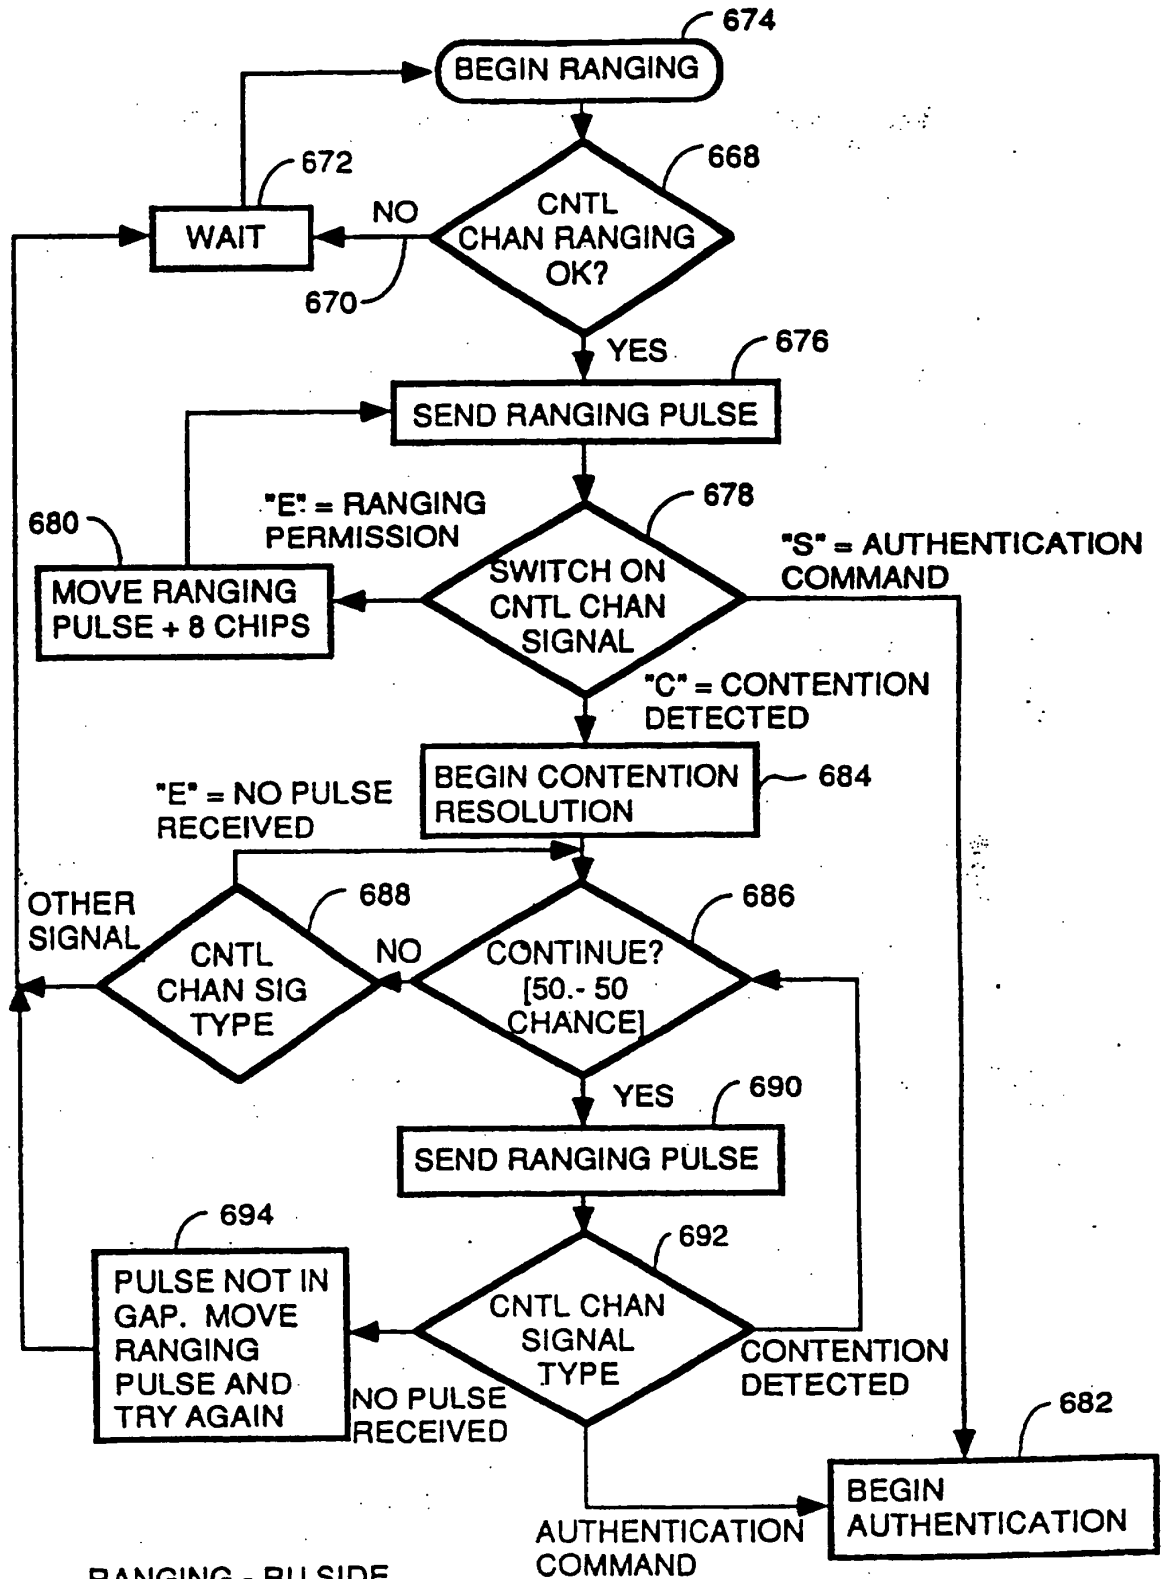 674
BEGIN RANGING
672
668
CNTL
CHAN RANGING
OK?
NO
WAIT
670
YES
676
SEND RANGING PULSE
678
"E" = RANGING
PERMISSION
680
"S" = AUTHENTICATION
COMMAND
SWITCH ON
CNTL CHAN
SIGNAL
MOVE RANGING
PULSE + 8 CHIPS
"C" = CONTENTION
DETECTED
BEGIN CONTENTION
RESOLUTION
684
"E" = NO PULSE
RECEIVED
688
686
OTHER
SIGNAL
CNTL
CHAN SIG
TYPE
NO
CONTINUE?
[50.- 50
CHANCE]
YES
690
SEND RANGING PULSE
694
692
PULSE NOT IN
GAP. MOVE
RANGING
PULSE AND
TRY AGAIN
CNTL CHAN
SIGNAL
TYPE
CONTENTION
DETECTED
NO PULSE
RECEIVED
682
BEGIN
AUTHENTICATION
AUTHENTICATION
COMMAND
RANGING - RU SIDE